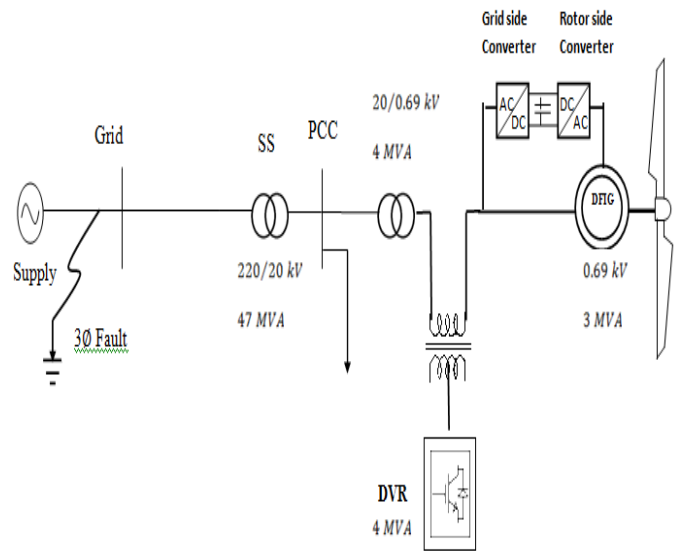 Grid side
Converter
Rotor side
Converter
AC
DC
DC
AC
20/0.69 kV
4 MVA
Grid
SS
PCC
DFIG
Supply
220/20 kV
47 MVA
0.69 kV
3 MVA
3Ø Fault
DVR
4 MVA